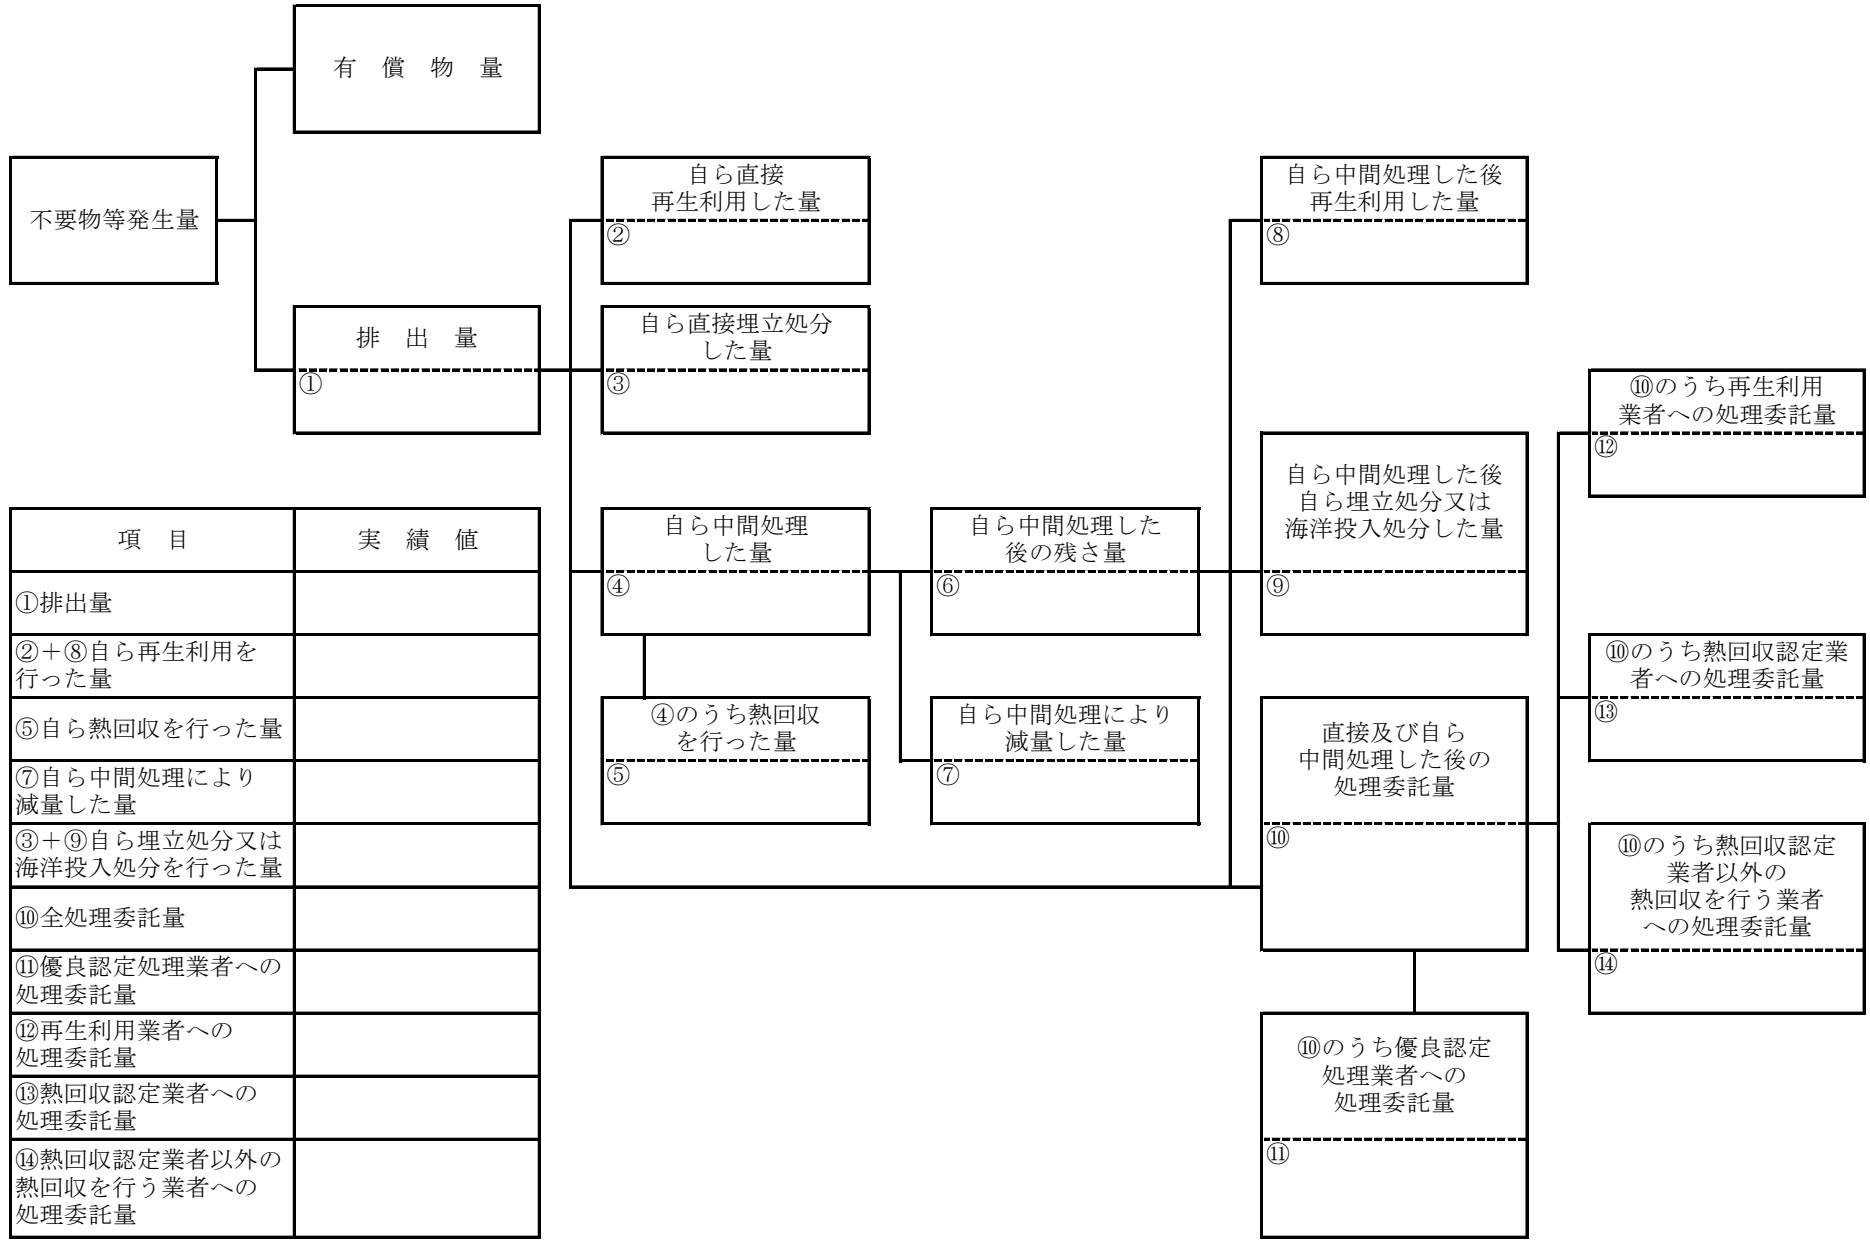 有　償　物　量
不要物等発生量
排　出　量
①
自ら直接
再生利用した量
②
自ら直接埋立処分
した量
③
自ら中間処理
した量
④
④のうち熱回収
を行った量
⑤
自ら中間処理した
後の残さ量
⑥
自ら中間処理により
減量した量
⑦
自ら中間処理した後
再生利用した量
⑧
自ら中間処理した後
自ら埋立処分又は
海洋投入処分した量
⑨
直接及び自ら
中間処理した後の
処理委託量
⑩
⑩のうち優良認定
処理業者への
処理委託量
⑪
⑩のうち再生利用
業者への処理委託量
⑫
⑩のうち熱回収認定業
者への処理委託量
⑬
⑩のうち熱回収認定
業者以外の
熱回収を行う業者
への処理委託量
⑭
項　目
実　績　値
①排出量
②＋⑧自ら再生利用を
行った量
⑤自ら熱回収を行った量
⑦自ら中間処理により
減量した量
③＋⑨自ら埋立処分又は
海洋投入処分を行った量
⑩全処理委託量
⑪優良認定処理業者への
処理委託量
⑫再生利用業者への
処理委託量
⑬熱回収認定業者への
処理委託量
⑭熱回収認定業者以外の
熱回収を行う業者への
処理委託量